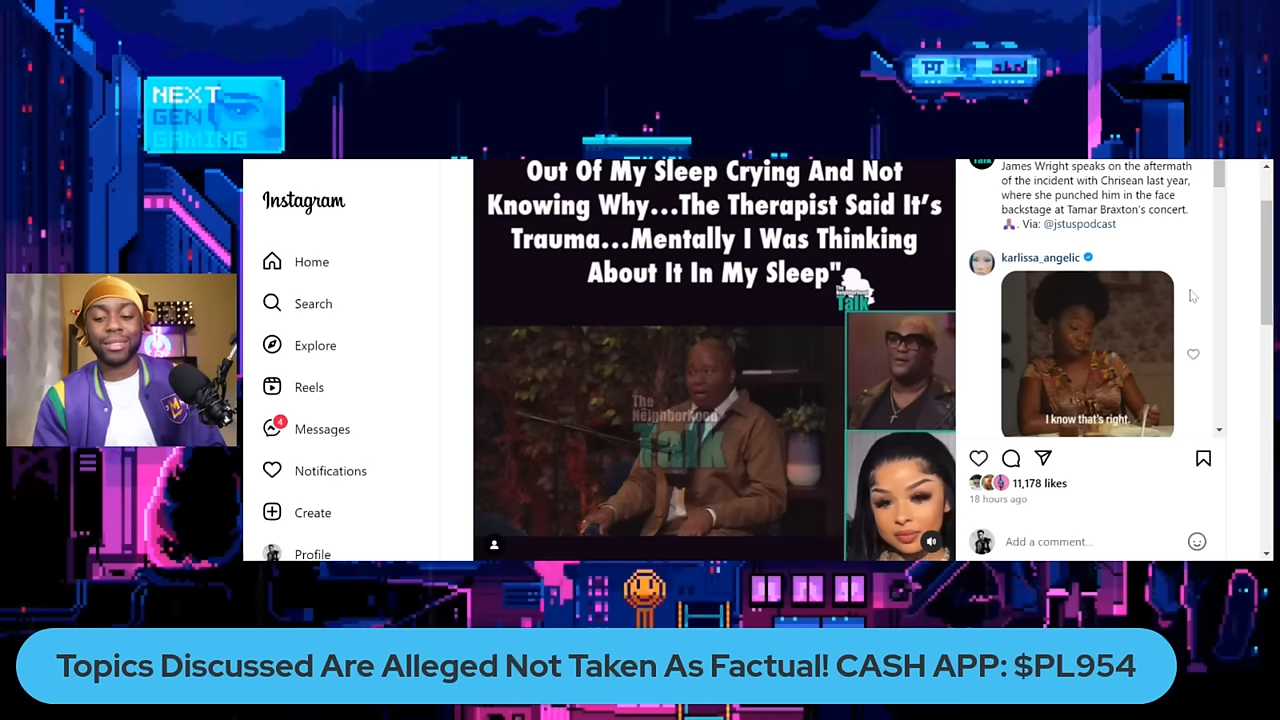 NEXT
GEN
GAMING
Instagram
Home
Search
Explore
Reels
4
Messages
Notifications
Create
Profile
Out Of My Sleep Crying And Not
Knowing Why...The Therapist Said It's
Trauma...Mentally I Was Thinking
About It In My Sleep"
The
Neighborhood
Talk
The
Neighborhood
Talk
James Wright speaks on the aftermath
of the incident with Chrisean last year,
where she punched him in the face
backstage at Tamar Braxton's concert.
🙏🏾. Via: @jstuspodcast
karlissa_angelic
I know that's right.
11,178 likes
18 hours ago
Add a comment...
Topics Discussed Are Alleged Not Taken As Factual! CASH APP: $PL954